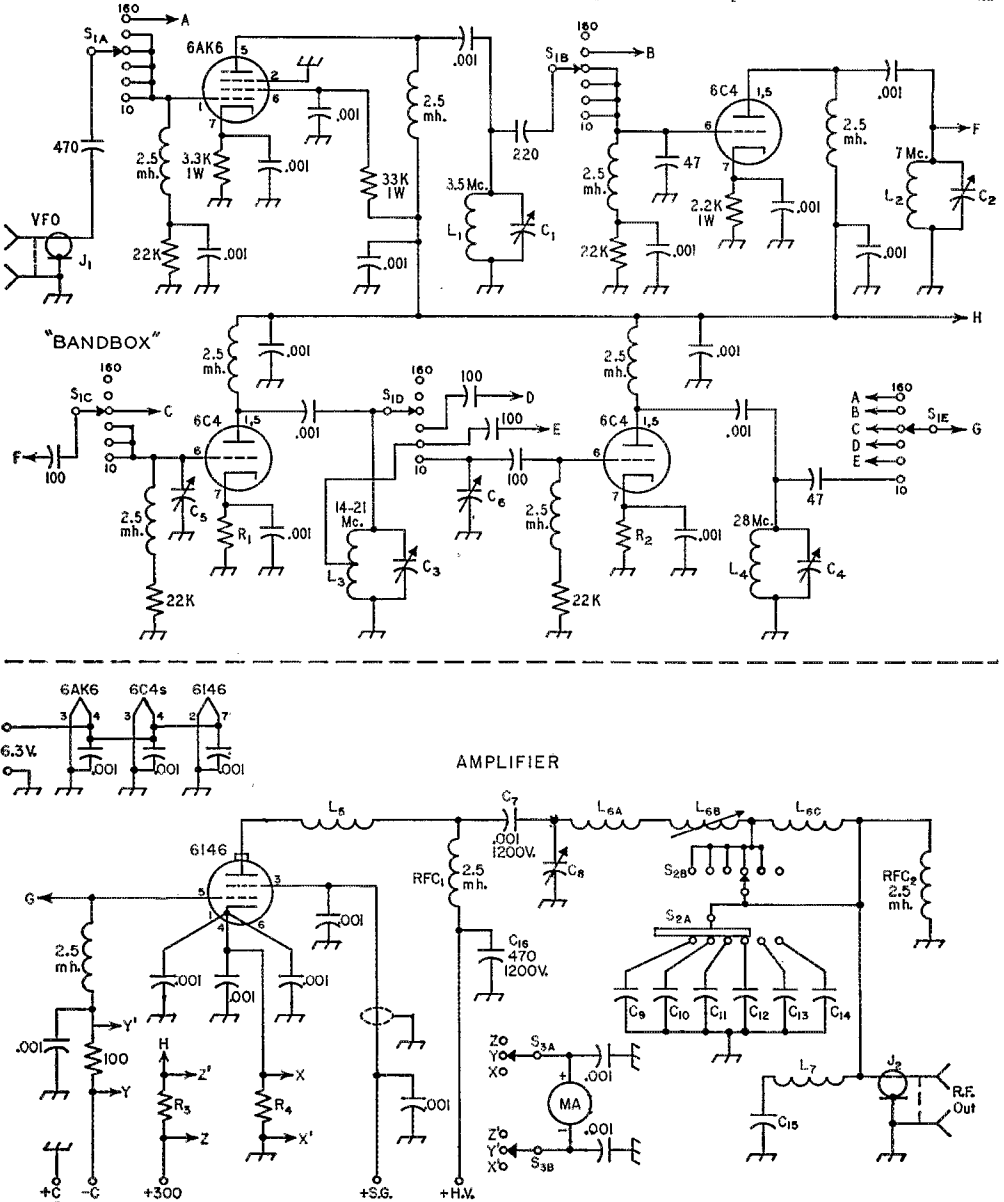 160
A
S1A
10
6AK6
5
2
6
1
7
.001
2.5 mh.
.001
470
2.5 mh.
3.3K 1W
.001
33K 1W
220
160
B
S1B
10
6C4
1,5
6
7
2.5 mh.
.001
F
2.5 mh.
47
3.5 Mc.
L1
C1
7 Mc.
L2
C2
2.2K 1W
.001
VFO
J1
22K
.001
.001
22K
.001
.001
H
"BANDBOX"
2.5 mh.
.001
2.5 mh.
.001
160
S1C
C
10
F
100
6C4
1,5
6
7
.001
160
S1D
10
100
D
100
E
100
6C4
1,5
6
7
.001
A
B
C
D
E
160
S1E
G
10
47
C5
2.5 mh.
R1
.001
14-21 Mc.
L3
C3
C6
2.5 mh.
R2
.001
28 Mc.
L4
C4
22K
22K
6AK6
6C4s
6146
3
4
3
4
2
7
6.3V.
.001
.001
.001
AMPLIFIER
L5
C7
.001
1200V.
L6A
L6B
L6C
6146
3
5
1
4
6
G
RFC1
2.5 mh.
C8
S2B
RFC2
2.5 mh.
S2A
2.5 mh.
.001
.001
.001
.001
C16
470
1200V.
C9
C10
C11
C12
C13
C14
.001
Y'
100
Y
H
Z'
R3
Z
X
R4
X'
.001
Z
Y
X
S3A
.001
+
MA
-
.001
Z'
Y'
X'
S3B
L7
C15
J2
R.F. Out
+C
-C
+300
+S.G.
+H.V.